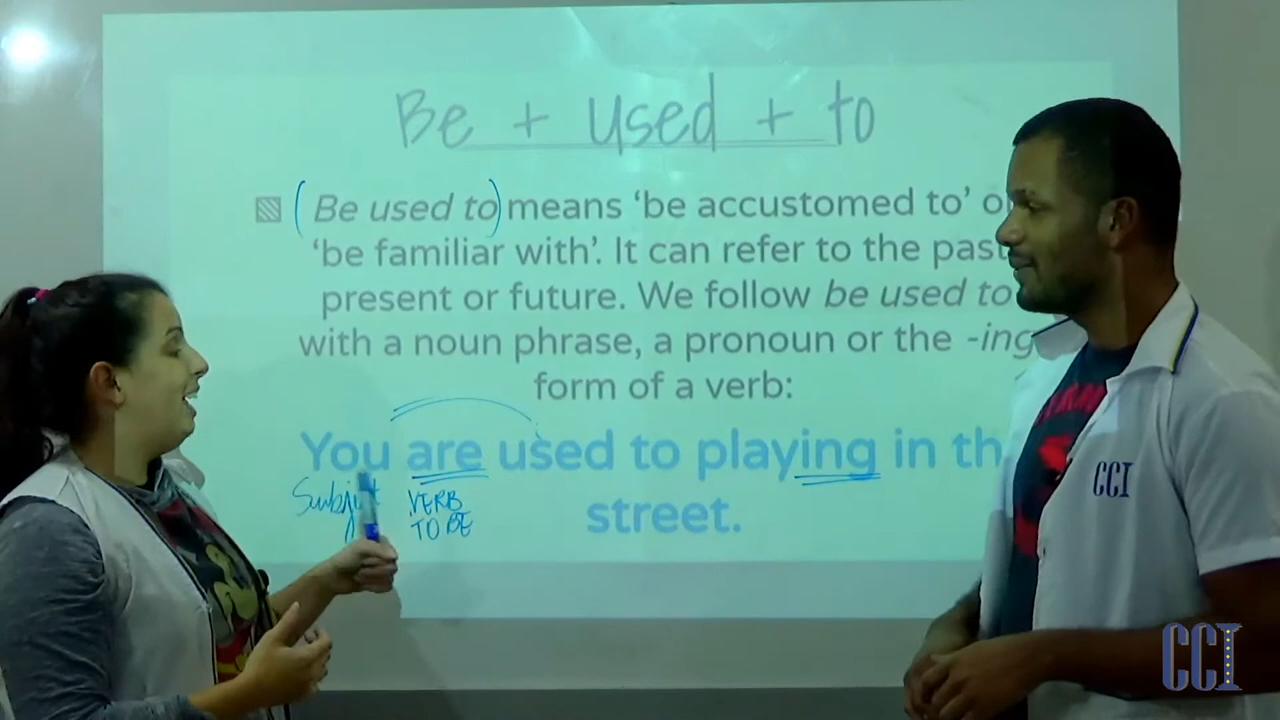 Be + used + to
(Be used to) means 'be accustomed to'
'be familiar with'. It can refer to the past
present or future. We follow be used to
with a noun phrase, a pronoun or the -ing
form of a verb:
You are used to playing in
street.
VERB
TO BE
CCI
CCI